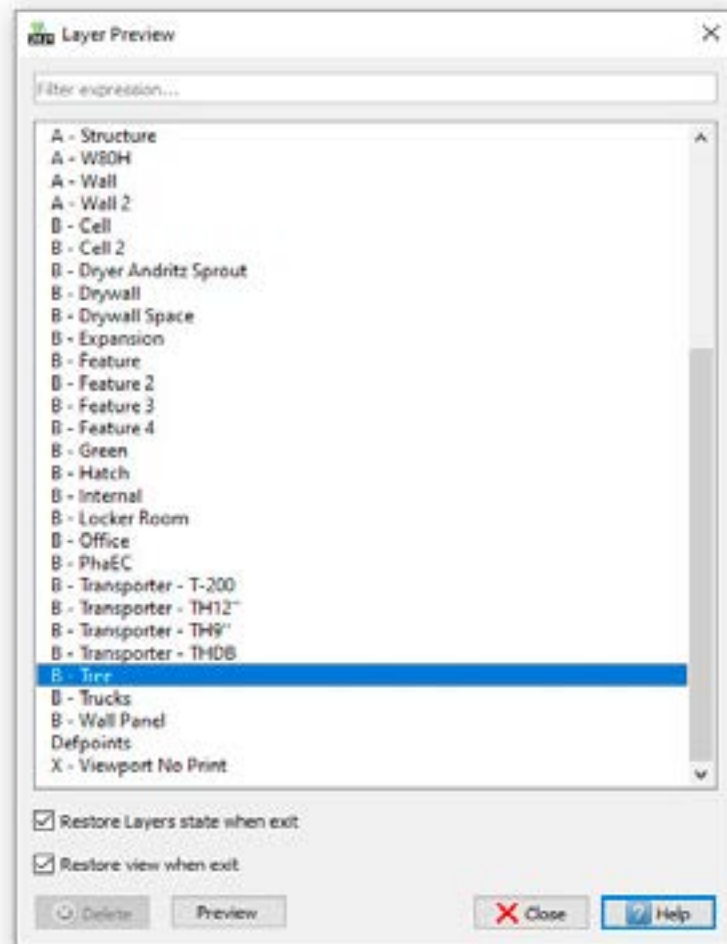 Layer Preview
Filter expression...
A - Structure
A - W80H
A - Wall
A - Wall 2
B - Cell
B - Cell 2
B - Dryer Andritz Sprout
B - Drywall
B - Drywall Space
B - Expansion
B - Feature
B - Feature 2
B - Feature 3
B - Feature 4
B - Green
B - Hatch
B - Internal
B - Locker Room
B - Office
B - PhaEC
B - Transporter - T-200
B - Transporter - TH12"
B - Transporter - TH9"
B - Transporter - THDB
B -
B - Trucks
B - Wall Panel
Defpoints
X - Viewport No Print
Restore Layers state when exit
Restore view when exit
Delete
Preview
Close
Help